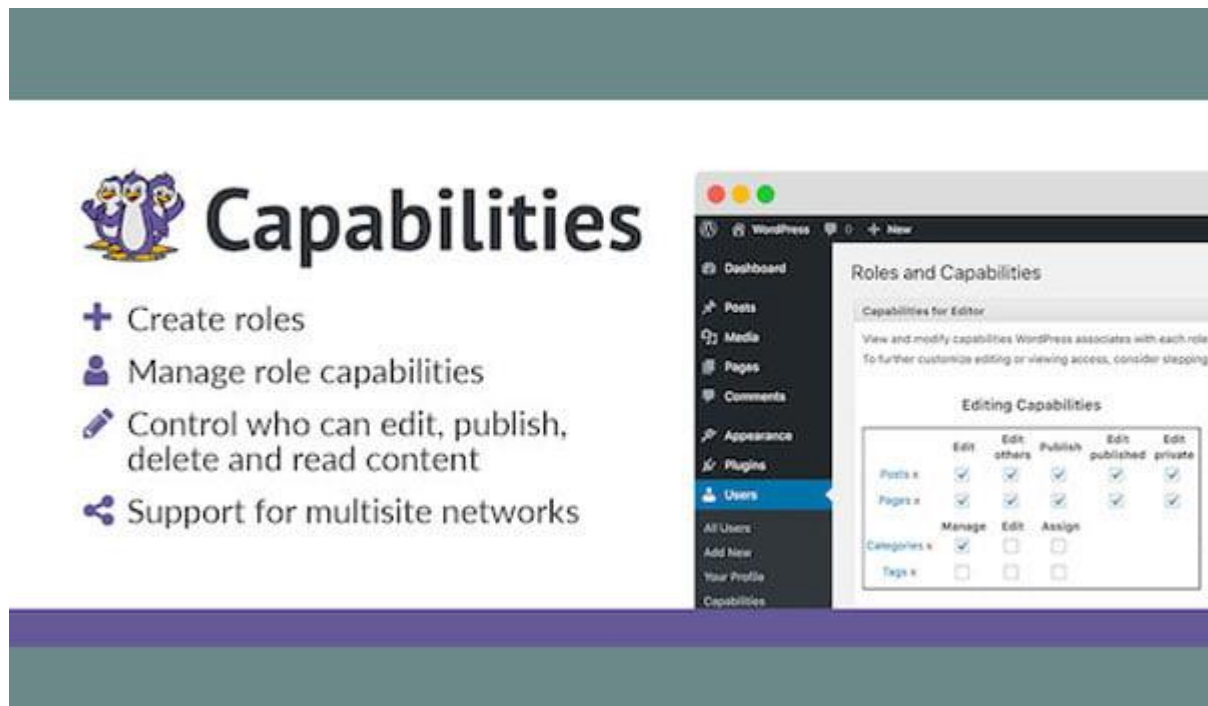 Capabilities
Create roles
Manage role capabilities
Control who can edit, publish,
delete and read content
Support for multisite networks
WordPress 0 + New
Dashboard
Posts
Media
Pages
Comments
Appearance
Plugins
Users
All Users
Add New
Your Profile
Capabilities
Roles and Capabilities
Capabilities for Editor
View and modify capabilities WordPress associates with each role
To further customize editing or viewing access, consider stepping
Editing Capabilities
Edit Edit others Publish Edit published Edit private
Posts x
Pages x
Manage Edit Assign
Categories x
Tags x